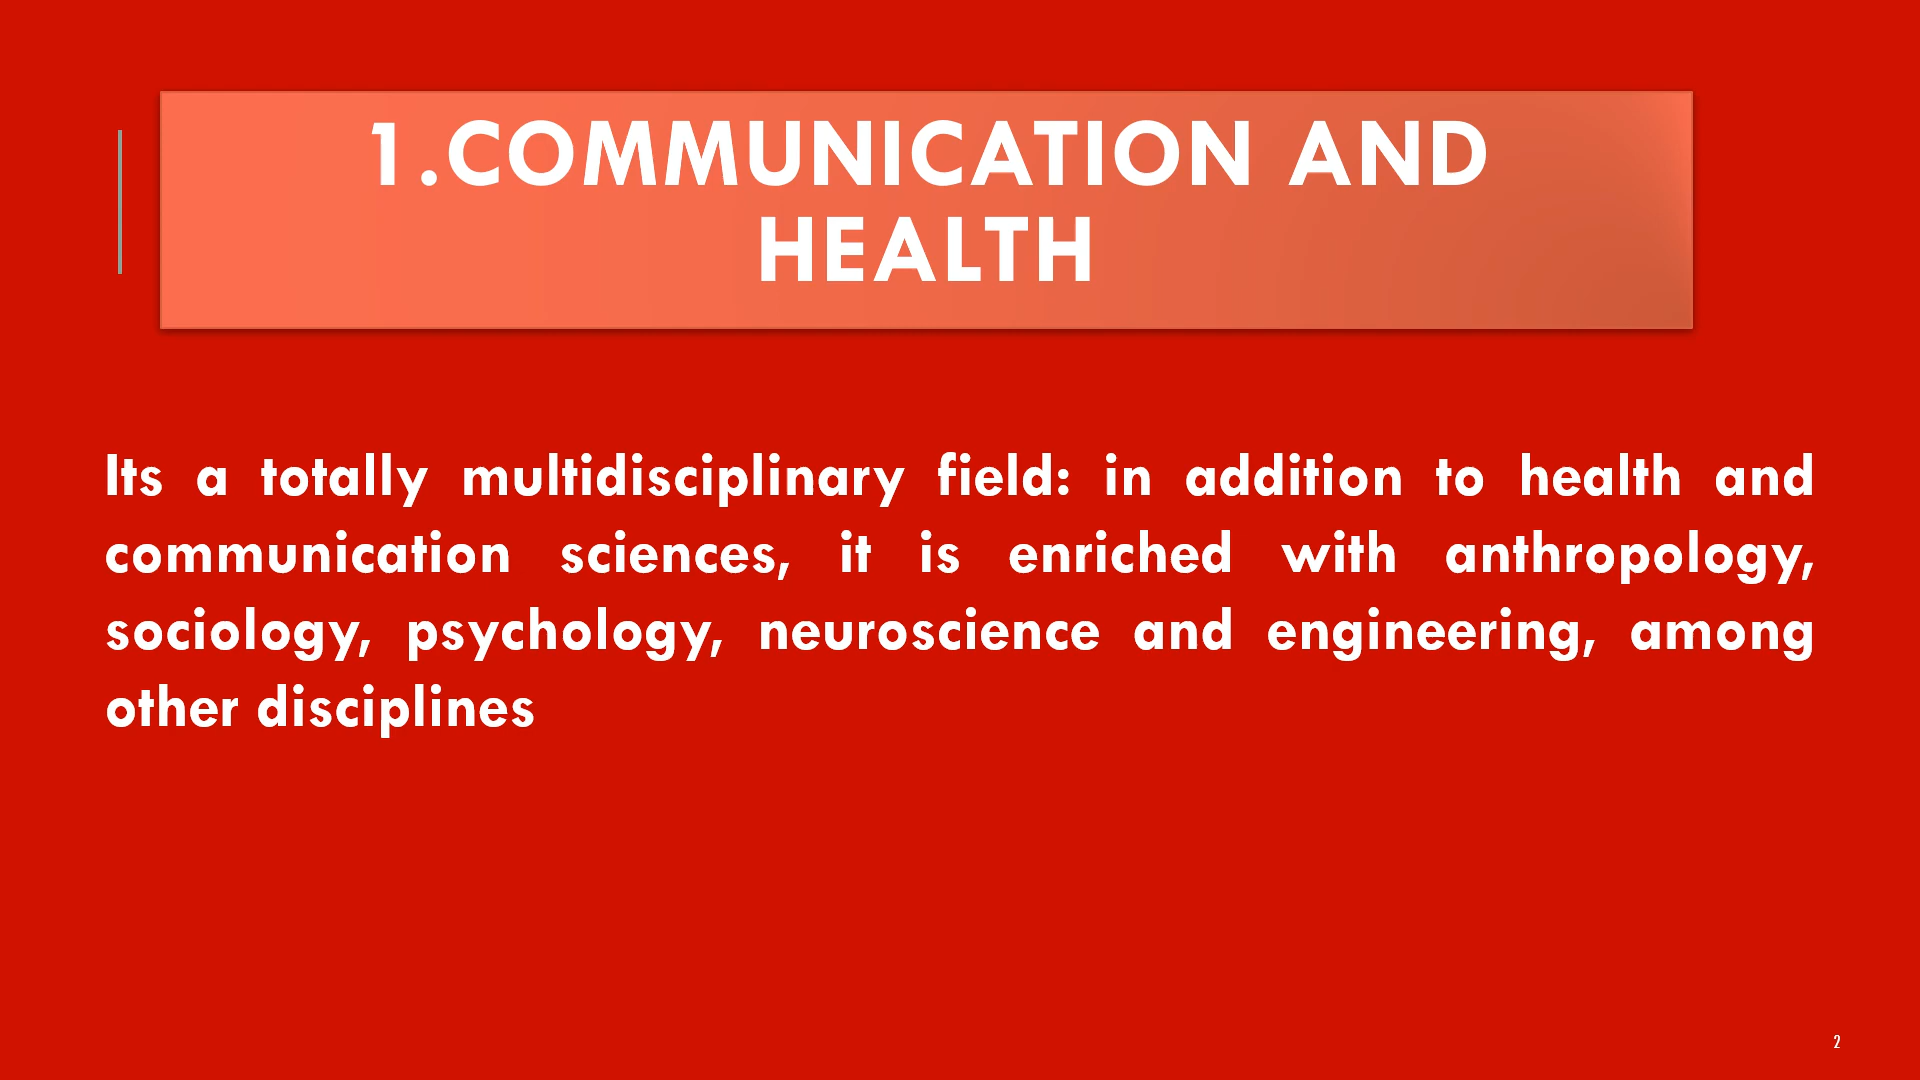 1.COMMUNICATION AND
HEALTH
Its a totally multidisciplinary field: in addition to health and
communication sciences, it is enriched with anthropology,
sociology, psychology, neuroscience and engineering, among
other disciplines
2